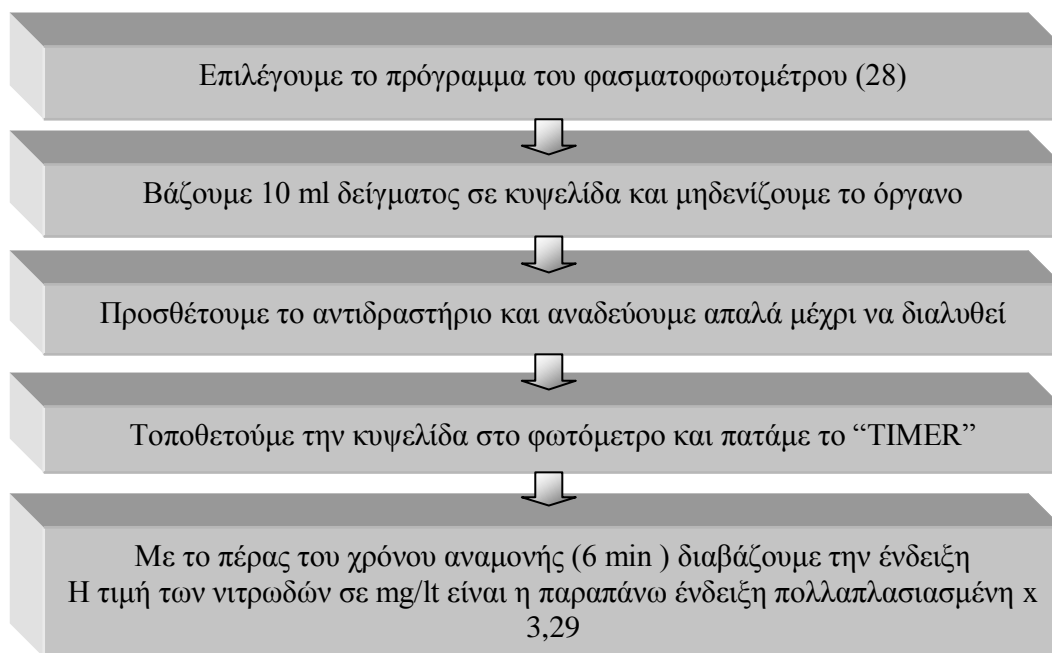 Επιλέγουμε το πρόγραμμα του φασματοφωτομέτρου (28)
Βάζουμε 10 ml δείγματος σε κυψελίδα και μηδενίζουμε το όργανο
Προσθέτουμε το αντιδραστήριο και αναδεύουμε απαλά μέχρι να διαλυθεί
Τοποθετούμε την κυψελίδα στο φωτόμετρο και πατάμε το “TIMER”
Με το πέρας του χρόνου αναμονής (6 min ) διαβάζουμε την ένδειξη
Η τιμή των νιτρωδών σε mg/lt είναι η παραπάνω ένδειξη πολλαπλασιασμένη x
3,29